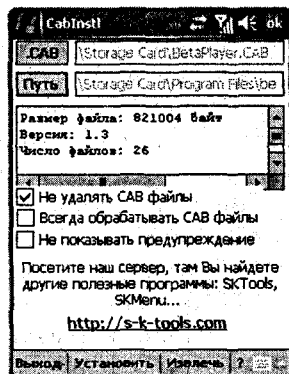 CabInstl ok
.CAB \Storage Card\BetaPlayer.CAB
Путь \Storage Card\Program Files\be
Размер файла: 821004 байт
Версия: 1.3
Число файлов: 26
Не удалять CAB файлы
Всегда обрабатывать CAB файлы
Не показывать предупреждение
Посетите наш сервер, там Вы найдете
другие полезные программы: SKTools,
SKMenu...
http://s-k-tools.com
Выход Установить Извлечь ?